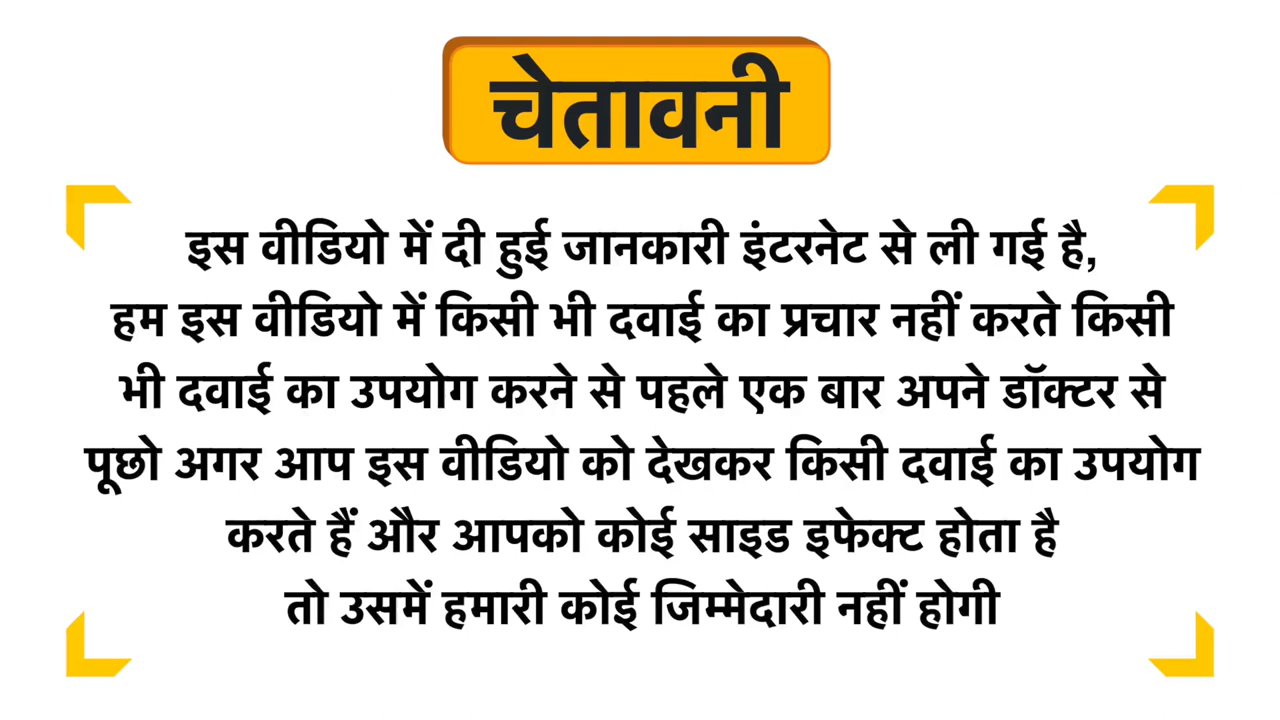 चेतावनी
इस वीडियो में दी हुई जानकारी इंटरनेट से ली गई है,
हम इस वीडियो में किसी भी दवाई का प्रचार नहीं करते किसी
भी दवाई का उपयोग करने से पहले एक बार अपने डॉक्टर से
पूछो अगर आप इस वीडियो को देखकर किसी दवाई का उपयोग
करते हैं और आपको कोई साइड इफेक्ट होता है
तो उसमें हमारी कोई जिम्मेदारी नहीं होगी